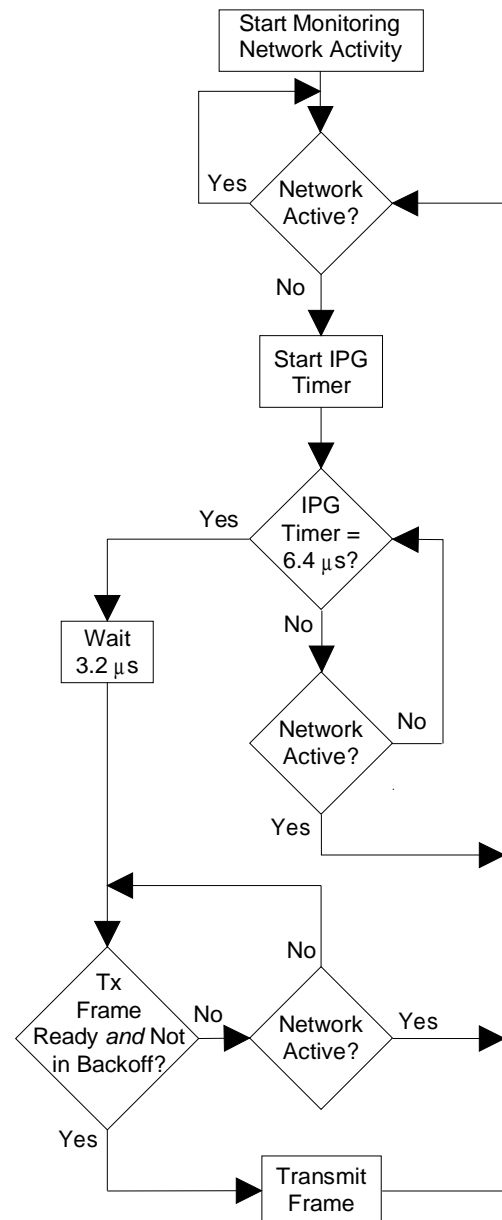 Start Monitoring
Network Activity
Yes
Network
Active?
No
Start IPG
Timer
Yes
IPG
Timer =
6.4 μs?
No
Wait
3.2 μs
Network
Active?
No
Yes
No
Tx
Frame
Ready and Not
in Backoff?
No
Network
Active?
Yes
Yes
Transmit
Frame